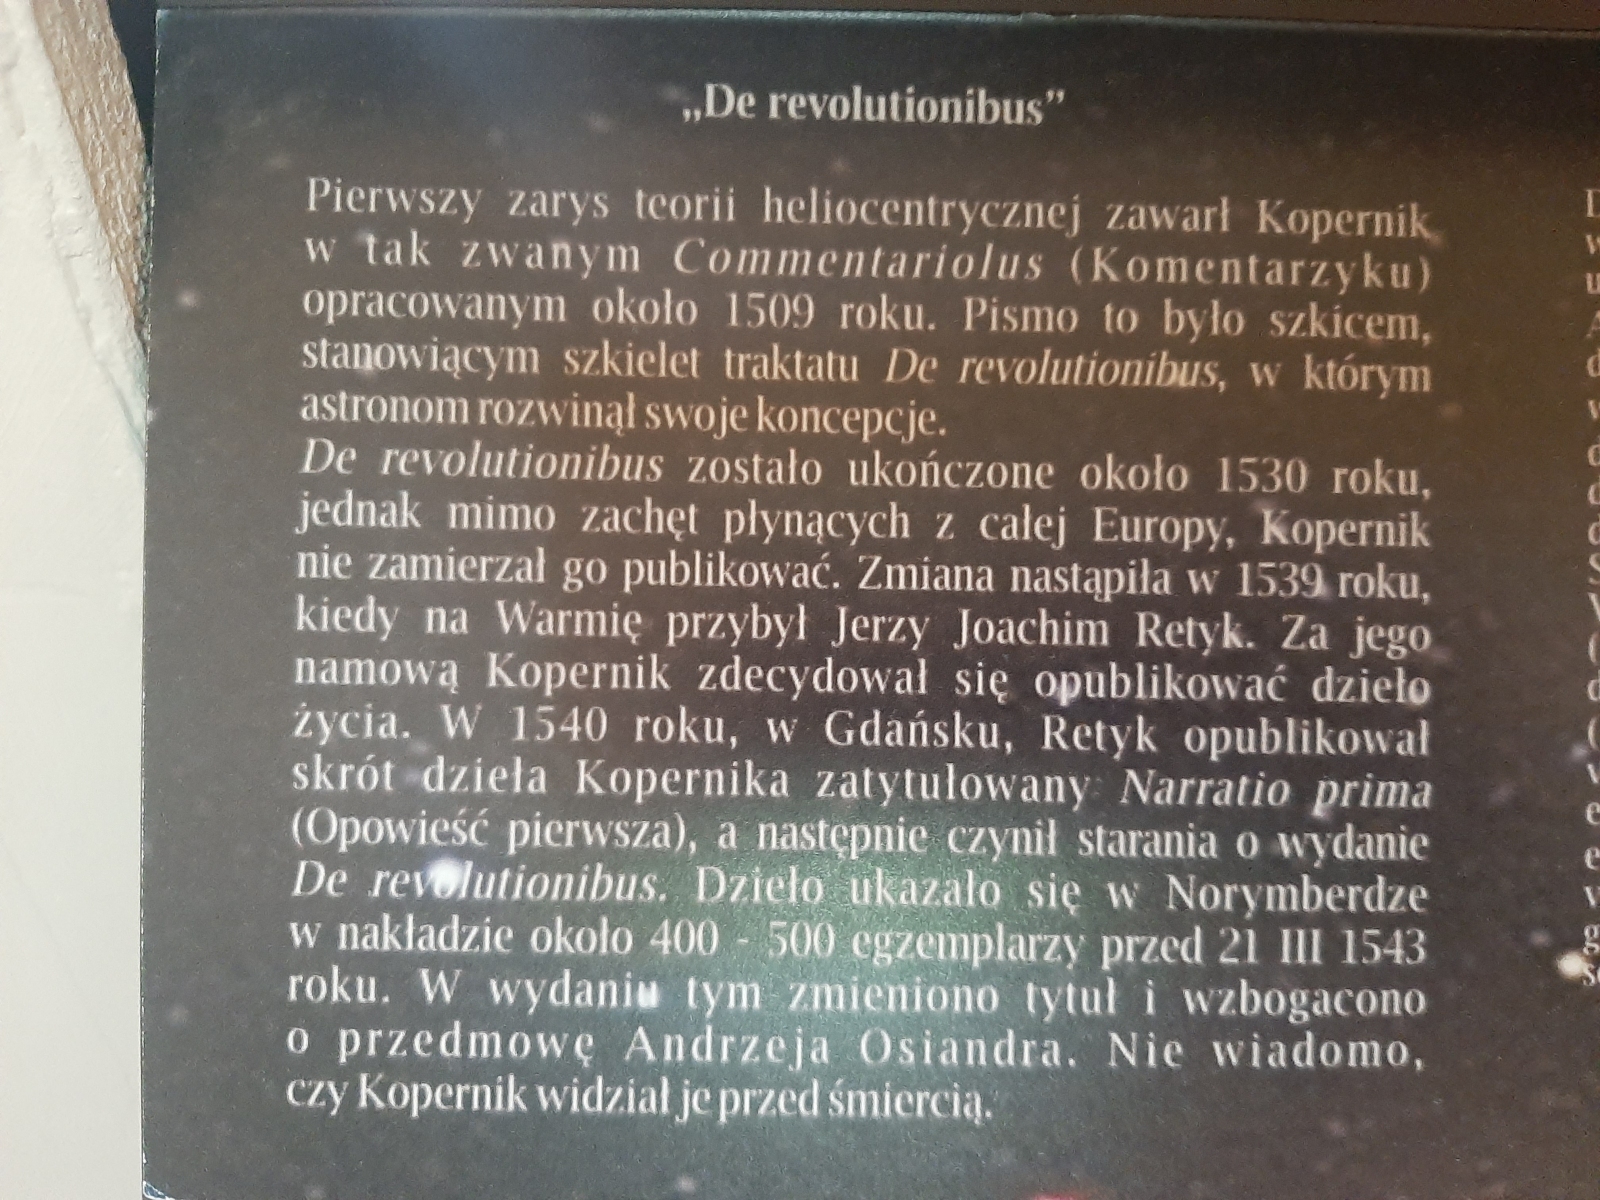 „De revolutionibus”
Pierwszy zarys teorii heliocentrycznej zawarł Kopernik
w tak zwanym Commentariolus (Komentarzyku)
opracowanym około 1509 roku. Pismo to było szkicem,
stanowiącym szkielet traktatu De revolutionibus, w którym
astronom rozwinął swoje koncepcje.
De revolutionibus zostało ukończone około 1530 roku,
jednak mimo zachęt płynących z całej Europy, Kopernik
nie zamierzał go publikować. Zmiana nastąpiła w 1539 roku,
kiedy na Warmię przybył Jerzy Joachim Retyk. Za jego
namową Kopernik zdecydował się opublikować dzieło
życia. W 1540 roku, w Gdańsku, Retyk opublikował
skrót dzieła Kopernika zatytułowany Narratio prima
(Opowieść pierwsza), a następnie czynił starania o wydanie
De revolutionibus. Dzieło ukazało się w Norymberdze
w nakładzie około 400 - 500 egzemplarzy przed 21 III 1543
roku. W wydaniu tym zmieniono tytuł i wzbogacono
o przedmowę Andrzeja Osiandra. Nie wiadomo,
czy Kopernik widział je przed śmiercią.